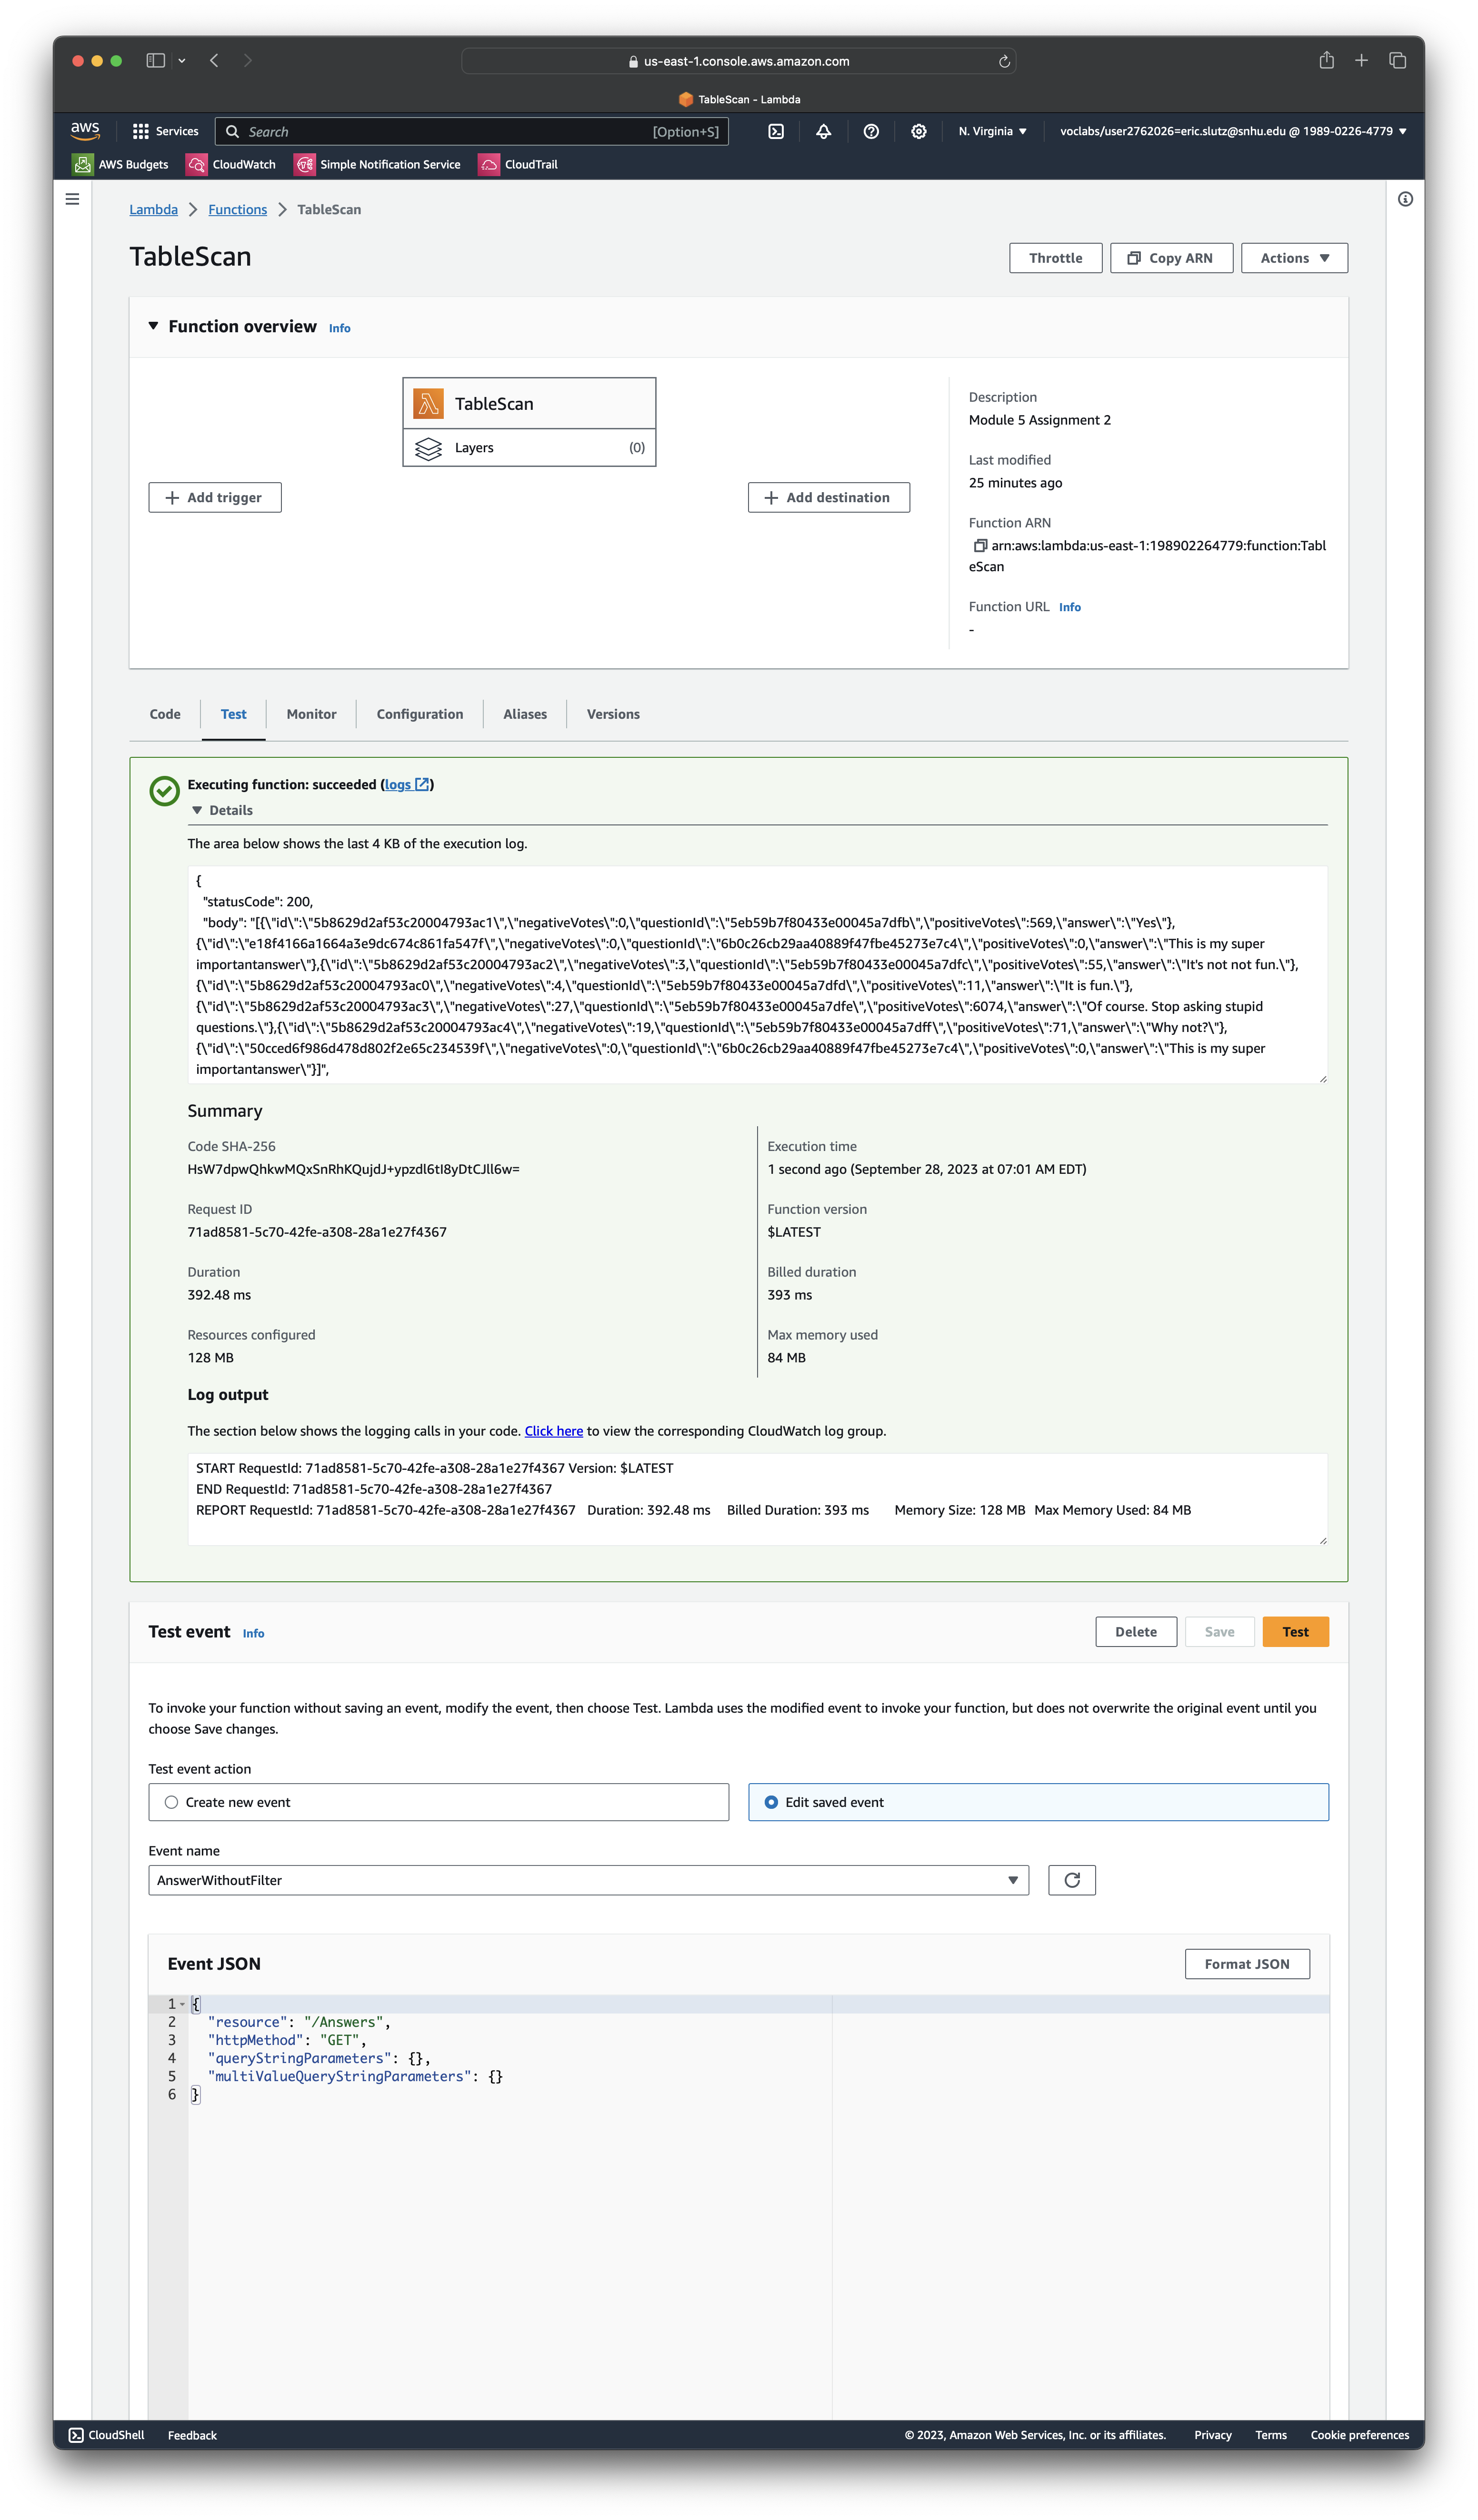 us-east-1.console.aws.amazon.com
TableScan - Lambda
aws
Services
Search
[Option+S]
N. Virginia
voclabs/user2762026=eric.slutz@snhu.edu @ 1989-0226-4779
AWS Budgets
CloudWatch
Simple Notification Service
CloudTrail
Lambda
Functions
TableScan
TableScan
Throttle
Copy ARN
Actions
Function overview
Info
TableScan
Layers
(0)
Add trigger
Add destination
Description
Module 5 Assignment 2
Last modified
25 minutes ago
Function ARN
arn:aws:lambda:us-east-1:198902264779:function:Tabl
eScan
Function URL Info
-
Code
Test
Monitor
Configuration
Aliases
Versions
Executing function: succeeded (logs)
Details
The area below shows the last 4 KB of the execution log.
{
"statusCode": 200,
"body": "[{\"id\":\"5b8629d2af53c20004793ac1\",\"negativeVotes\":0,\"questionId\":\"5eb59b7f80433e00045a7dfb\",\"positiveVotes\":569,\"answer\":\"Yes\"},
{\"id\":\"e18f4166a1664a3e9dc674c861fa547f\",\"negativeVotes\":0,\"questionId\":\"6b0c26cb29aa40889f47fbe45273e7c4\",\"positiveVotes\":0,\"answer\":\"This is my super
importantanswer\"},{\"id\":\"5b8629d2af53c20004793ac2\",\"negativeVotes\":3,\"questionId\":\"5eb59b7f80433e00045a7dfc\",\"positiveVotes\":55,\"answer\":\"It's not not fun.\"},
{\"id\":\"5b8629d2af53c20004793ac0\",\"negativeVotes\":4,\"questionId\":\"5eb59b7f80433e00045a7dfd\",\"positiveVotes\":11,\"answer\":\"It is fun.\"},
{\"id\":\"5b8629d2af53c20004793ac3\",\"negativeVotes\":27,\"questionId\":\"5eb59b7f80433e00045a7dfe\",\"positiveVotes\":6074,\"answer\":\"Of course. Stop asking stupid
questions.\"},{\"id\":\"5b8629d2af53c20004793ac4\",\"negativeVotes\":19,\"questionId\":\"5eb59b7f80433e00045a7dff\",\"positiveVotes\":71,\"answer\":\"Why not?\"},
{\"id\":\"50cced6f986d478d802f2e65c234539f\",\"negativeVotes\":0,\"questionId\":\"6b0c26cb29aa40889f47fbe45273e7c4\",\"positiveVotes\":0,\"answer\":\"This is my super
importantanswer\"}]",
Summary
Code SHA-256
HsW7dpwQhkwMQxSnRhKQujdJ+ypzdl6tI8yDtCJll6w=
Execution time
1 second ago (September 28, 2023 at 07:01 AM EDT)
Request ID
71ad8581-5c70-42fe-a308-28a1e27f4367
Function version
$LATEST
Duration
392.48 ms
Billed duration
393 ms
Resources configured
128 MB
Max memory used
84 MB
Log output
The section below shows the logging calls in your code. Click here to view the corresponding CloudWatch log group.
START RequestId: 71ad8581-5c70-42fe-a308-28a1e27f4367 Version: $LATEST
END RequestId: 71ad8581-5c70-42fe-a308-28a1e27f4367
REPORT RequestId: 71ad8581-5c70-42fe-a308-28a1e27f4367 Duration: 392.48 ms Billed Duration: 393 ms Memory Size: 128 MB Max Memory Used: 84 MB
Test event
Info
Delete
Save
Test
To invoke your function without saving an event, modify the event, then choose Test. Lambda uses the modified event to invoke your function, but does not overwrite the original event until you
choose Save changes.
Test event action
Create new event
Edit saved event
Event name
AnswerWithoutFilter
Event JSON
Format JSON
1 {
2 "resource": "/Answers",
3 "httpMethod": "GET",
4 "queryStringParameters": {},
5 "multiValueQueryStringParameters": {}
6 }
CloudShell
Feedback
© 2023, Amazon Web Services, Inc. or its affiliates.
Privacy
Terms
Cookie preferences